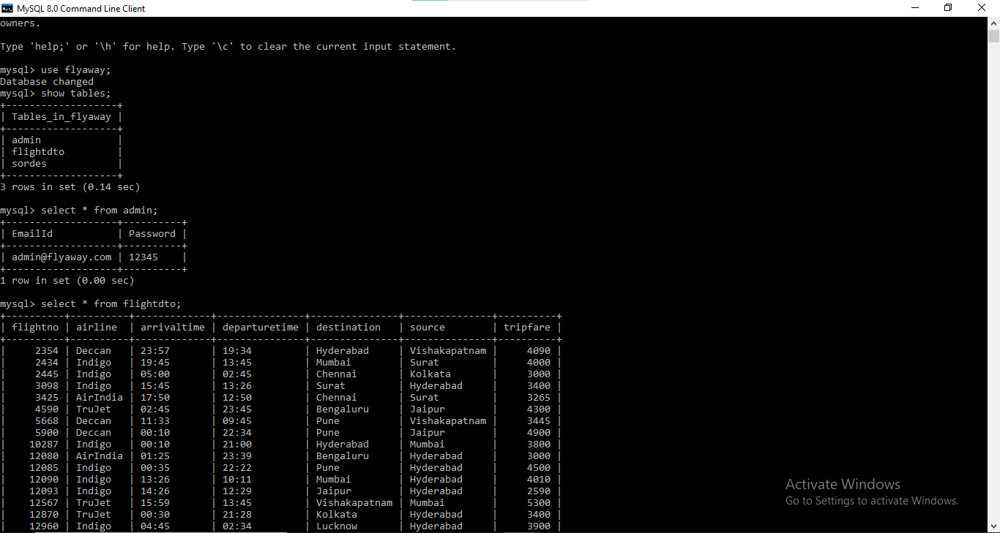 MySQL 8.0 Command Line Client
owners.
Type 'help;' or '\h' for help. Type '\c' to clear the current input statement.
mysql> use flyaway;
Database changed
mysql> show tables;
+-------------------+
| Tables_in_flyaway |
+-------------------+
| admin             |
| flightdto         |
| sordes            |
+-------------------+
3 rows in set (0.14 sec)
mysql> select * from admin;
+-------------------+----------+
| EmailId           | Password |
+-------------------+----------+
| admin@flyaway.com | 12345    |
+-------------------+----------+
1 row in set (0.00 sec)
mysql> select * from flightdto;
+----------+----------+-------------+---------------+---------------+---------------+----------+
| flightno | airline  | arrivaltime | departuretime | destination   | source        | tripfare |
+----------+----------+-------------+---------------+---------------+---------------+----------+
|     2354 | Deccan   | 23:57       | 19:34         | Hyderabad     | Vishakapatnam |     4090 |
|     2434 | Indigo   | 19:45       | 13:45         | Mumbai        | Surat         |     4000 |
|     2445 | Indigo   | 05:00       | 02:45         | Chennai       | Kolkata       |     3000 |
|     3098 | Indigo   | 15:45       | 13:26         | Surat         | Hyderabad     |     3400 |
|     3425 | AirIndia | 17:50       | 12:50         | Chennai       | Surat         |     3265 |
|     4590 | TruJet   | 02:45       | 23:45         | Bengaluru     | Jaipur        |     4300 |
|     5668 | Deccan   | 11:33       | 09:45         | Pune          | Vishakapatnam |     3445 |
|     5900 | Deccan   | 00:10       | 22:34         | Pune          | Jaipur        |     4900 |
|    10287 | Indigo   | 00:10       | 21:00         | Hyderabad     | Mumbai        |     3800 |
|    12080 | AirIndia | 01:25       | 23:39         | Bengaluru     | Hyderabad     |     3000 |
|    12085 | Indigo   | 00:35       | 22:22         | Pune          | Hyderabad     |     4500 |
|    12090 | Indigo   | 13:26       | 10:11         | Mumbai        | Hyderabad     |     4010 |
|    12093 | Indigo   | 14:26       | 12:29         | Jaipur        | Hyderabad     |     2590 |
|    12567 | TruJet   | 15:59       | 13:45         | Vishakapatnam | Mumbai        |     5300 |
|    12870 | TruJet   | 00:30       | 21:28         | Kolkata       | Hyderabad     |     3400 |
|    12960 | Indigo   | 04:45       | 02:34         | Lucknow       | Hyderabad     |     3900 |
Activate Windows
Go to Settings to activate Windows.